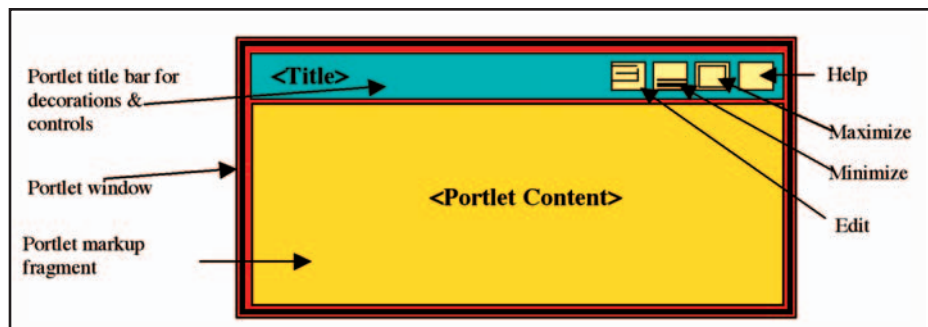 <Title>
Portlet title bar for
decorations &
controls
Help
Maximize
Portlet window
Minimize
<Portlet Content>
Edit
Portlet markup
fragment